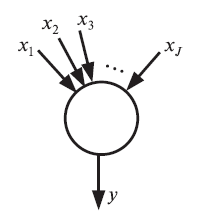 x₁ x₂ x₃ ... x_J
y